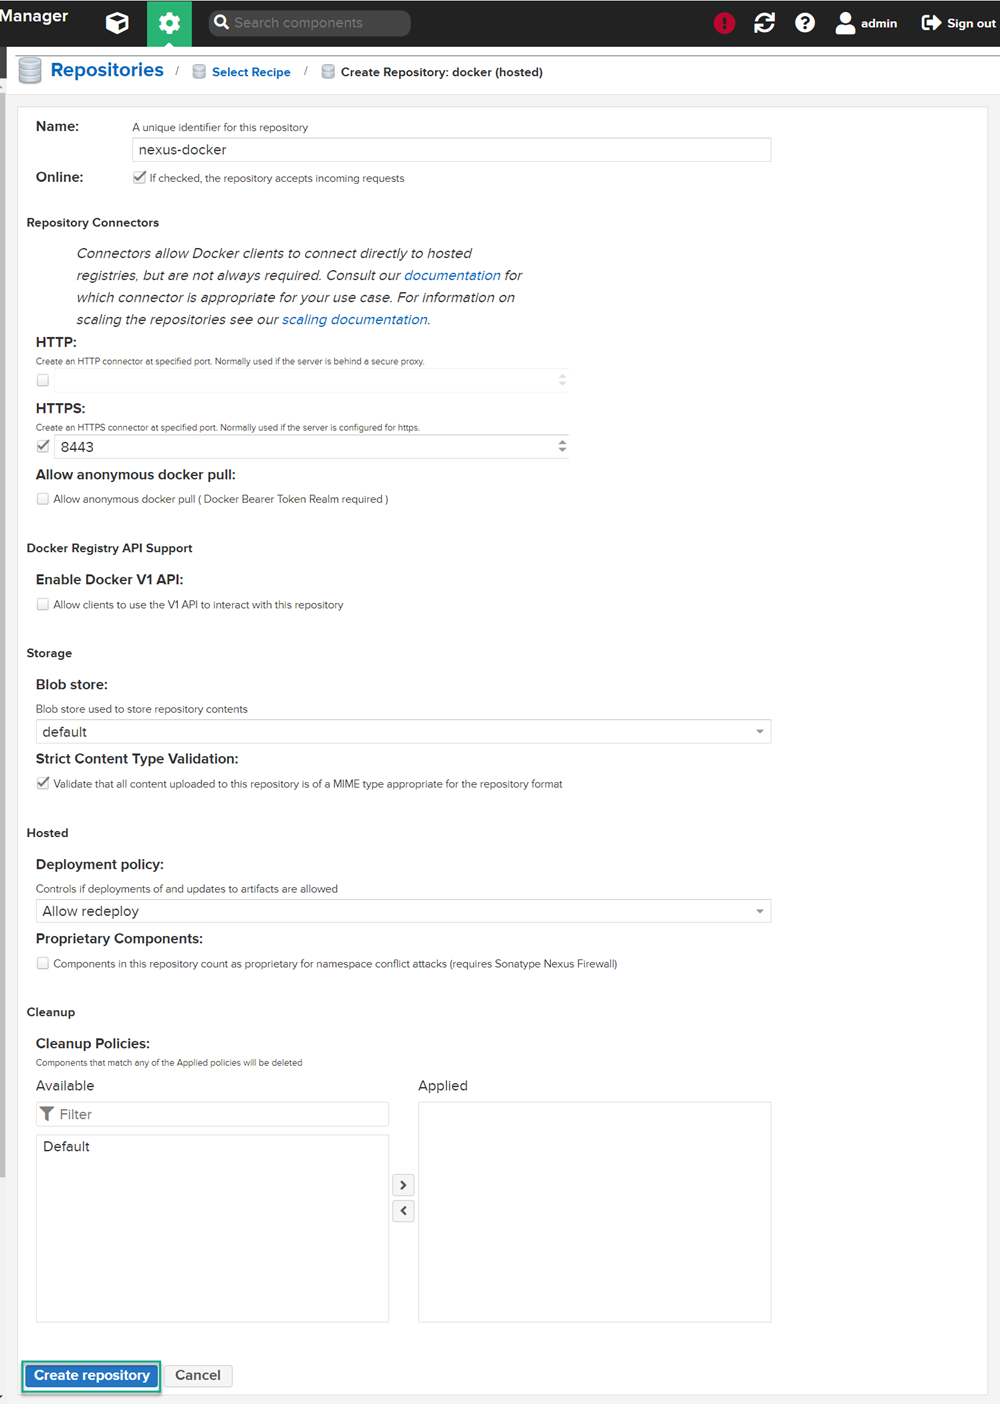 Manager
Search components
admin
Sign out
Repositories / Select Recipe / Create Repository: docker (hosted)
Name:
A unique identifier for this repository
nexus-docker
Online:
If checked, the repository accepts incoming requests
Repository Connectors
Connectors allow Docker clients to connect directly to hosted
registries, but are not always required. Consult our documentation for
which connector is appropriate for your use case. For information on
scaling the repositories see our scaling documentation.
HTTP:
Create an HTTP connector at specified port. Normally used if the server is behind a secure proxy.
HTTPS:
Create an HTTPS connector at specified port. Normally used if the server is configured for https.
8443
Allow anonymous docker pull:
Allow anonymous docker pull ( Docker Bearer Token Realm required )
Docker Registry API Support
Enable Docker V1 API:
Allow clients to use the V1 API to interact with this repository
Storage
Blob store:
Blob store used to store repository contents
default
Strict Content Type Validation:
Validate that all content uploaded to this repository is of a MIME type appropriate for the repository format
Hosted
Deployment policy:
Controls if deployments of and updates to artifacts are allowed
Allow redeploy
Proprietary Components:
Components in this repository count as proprietary for namespace conflict attacks (requires Sonatype Nexus Firewall)
Cleanup
Cleanup Policies:
Components that match any of the Applied policies will be deleted
Available
Applied
Filter
Default
Create repository
Cancel